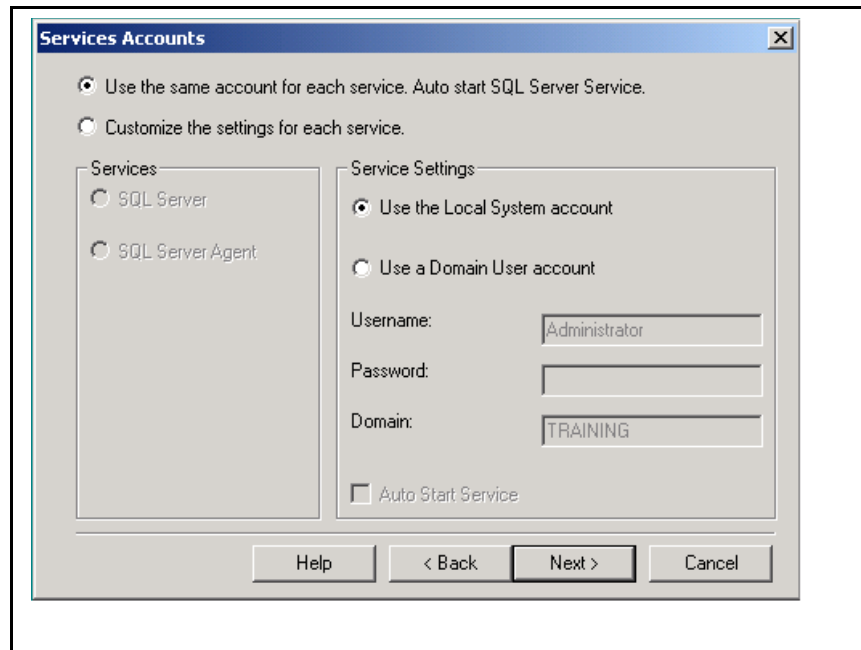 Services Accounts
Use the same account for each service. Auto start SQL Server Service.
Customize the settings for each service.
Services
SQL Server
SQL Server Agent
Service Settings
Use the Local System account
Use a Domain User account
Username:
Administrator
Password:
Domain:
TRAINING
Auto Start Service
Help
< Back
Next >
Cancel